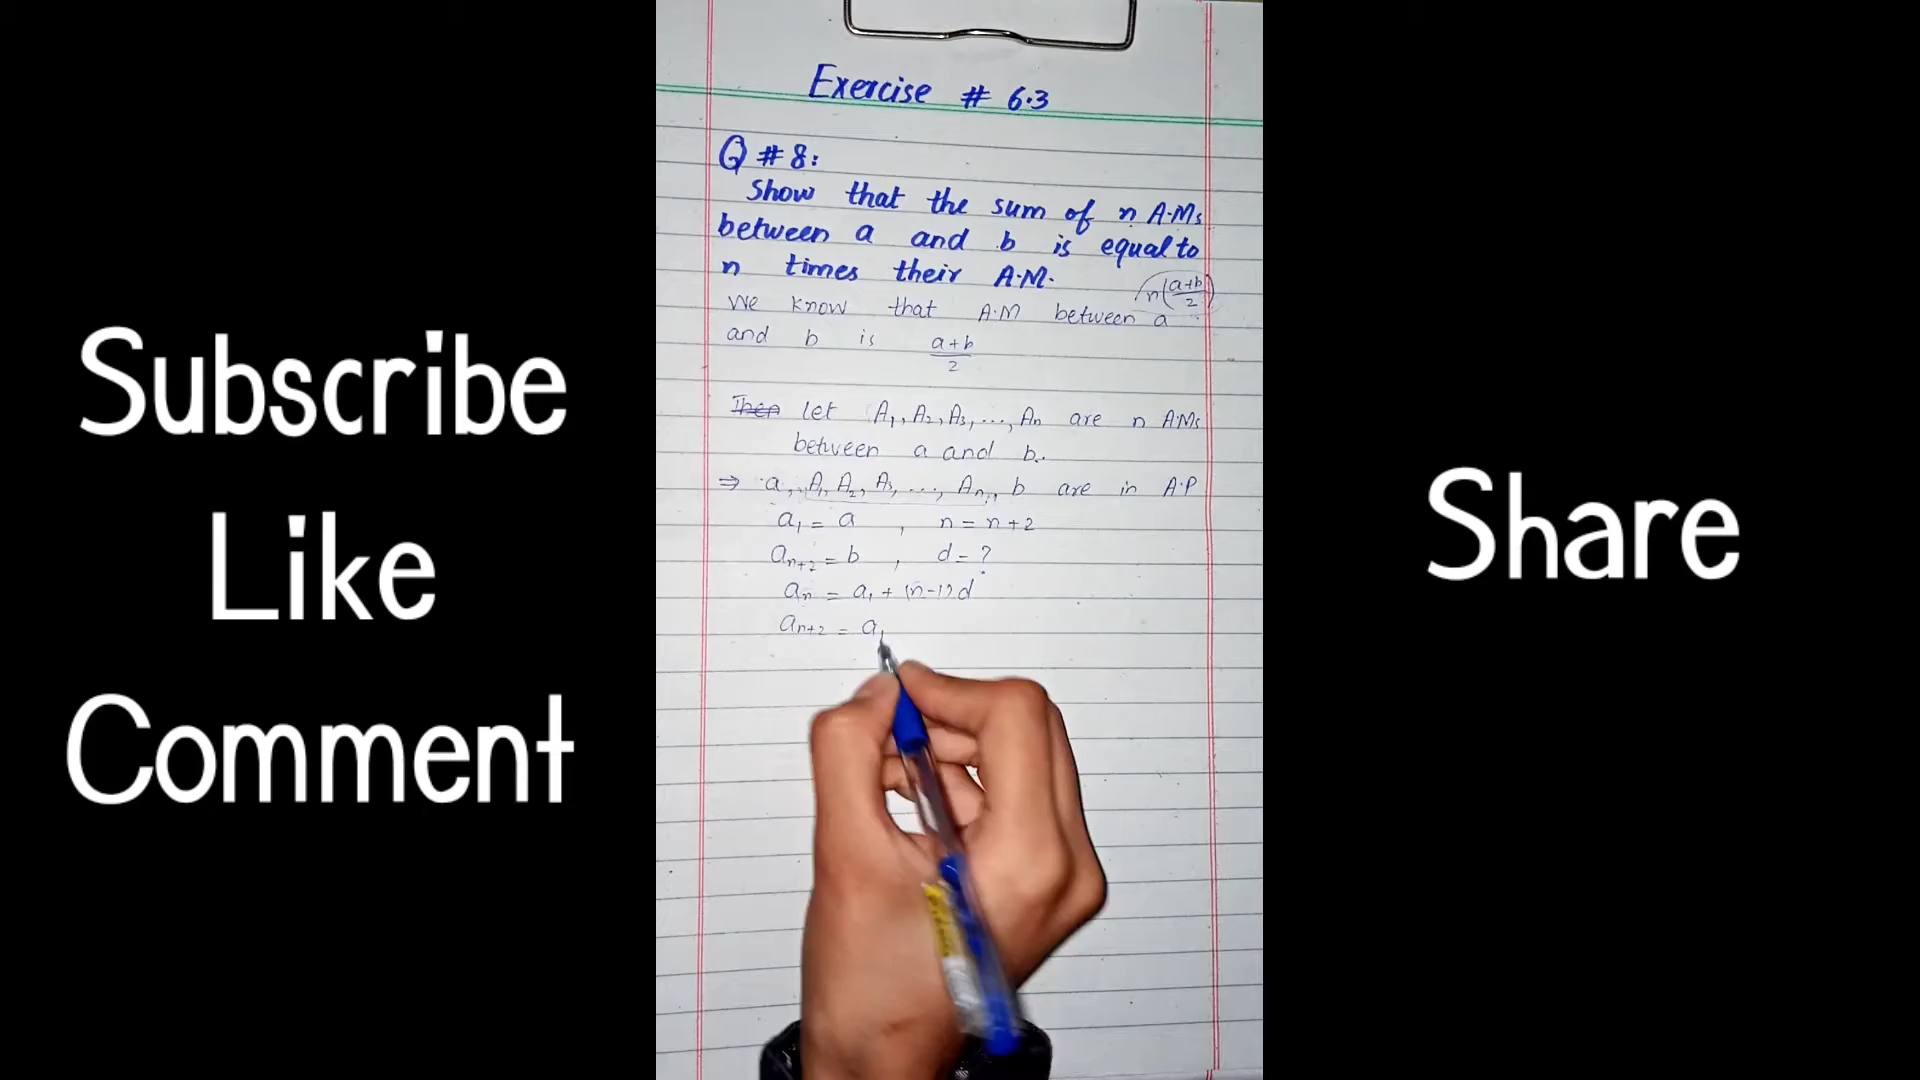 Subscribe
Like
Comment
Exercise # 6.3
Q # 8:
Show that the sum of n A.Ms
between a and b is equal to
n times their A.M.
n(a+b/2)
We know that A.M between a
and b is a+b/2
Then let A₁, A₂, A₃, ..., An are n A.Ms
between a and b.
⇒ a, A₁, A₂, A₃, ..., An, b are in A.P
a₁ = a , n = n+2
an+2 = b , d = ?
an = a₁ + (n-1)d
an+2 = a₁
Share